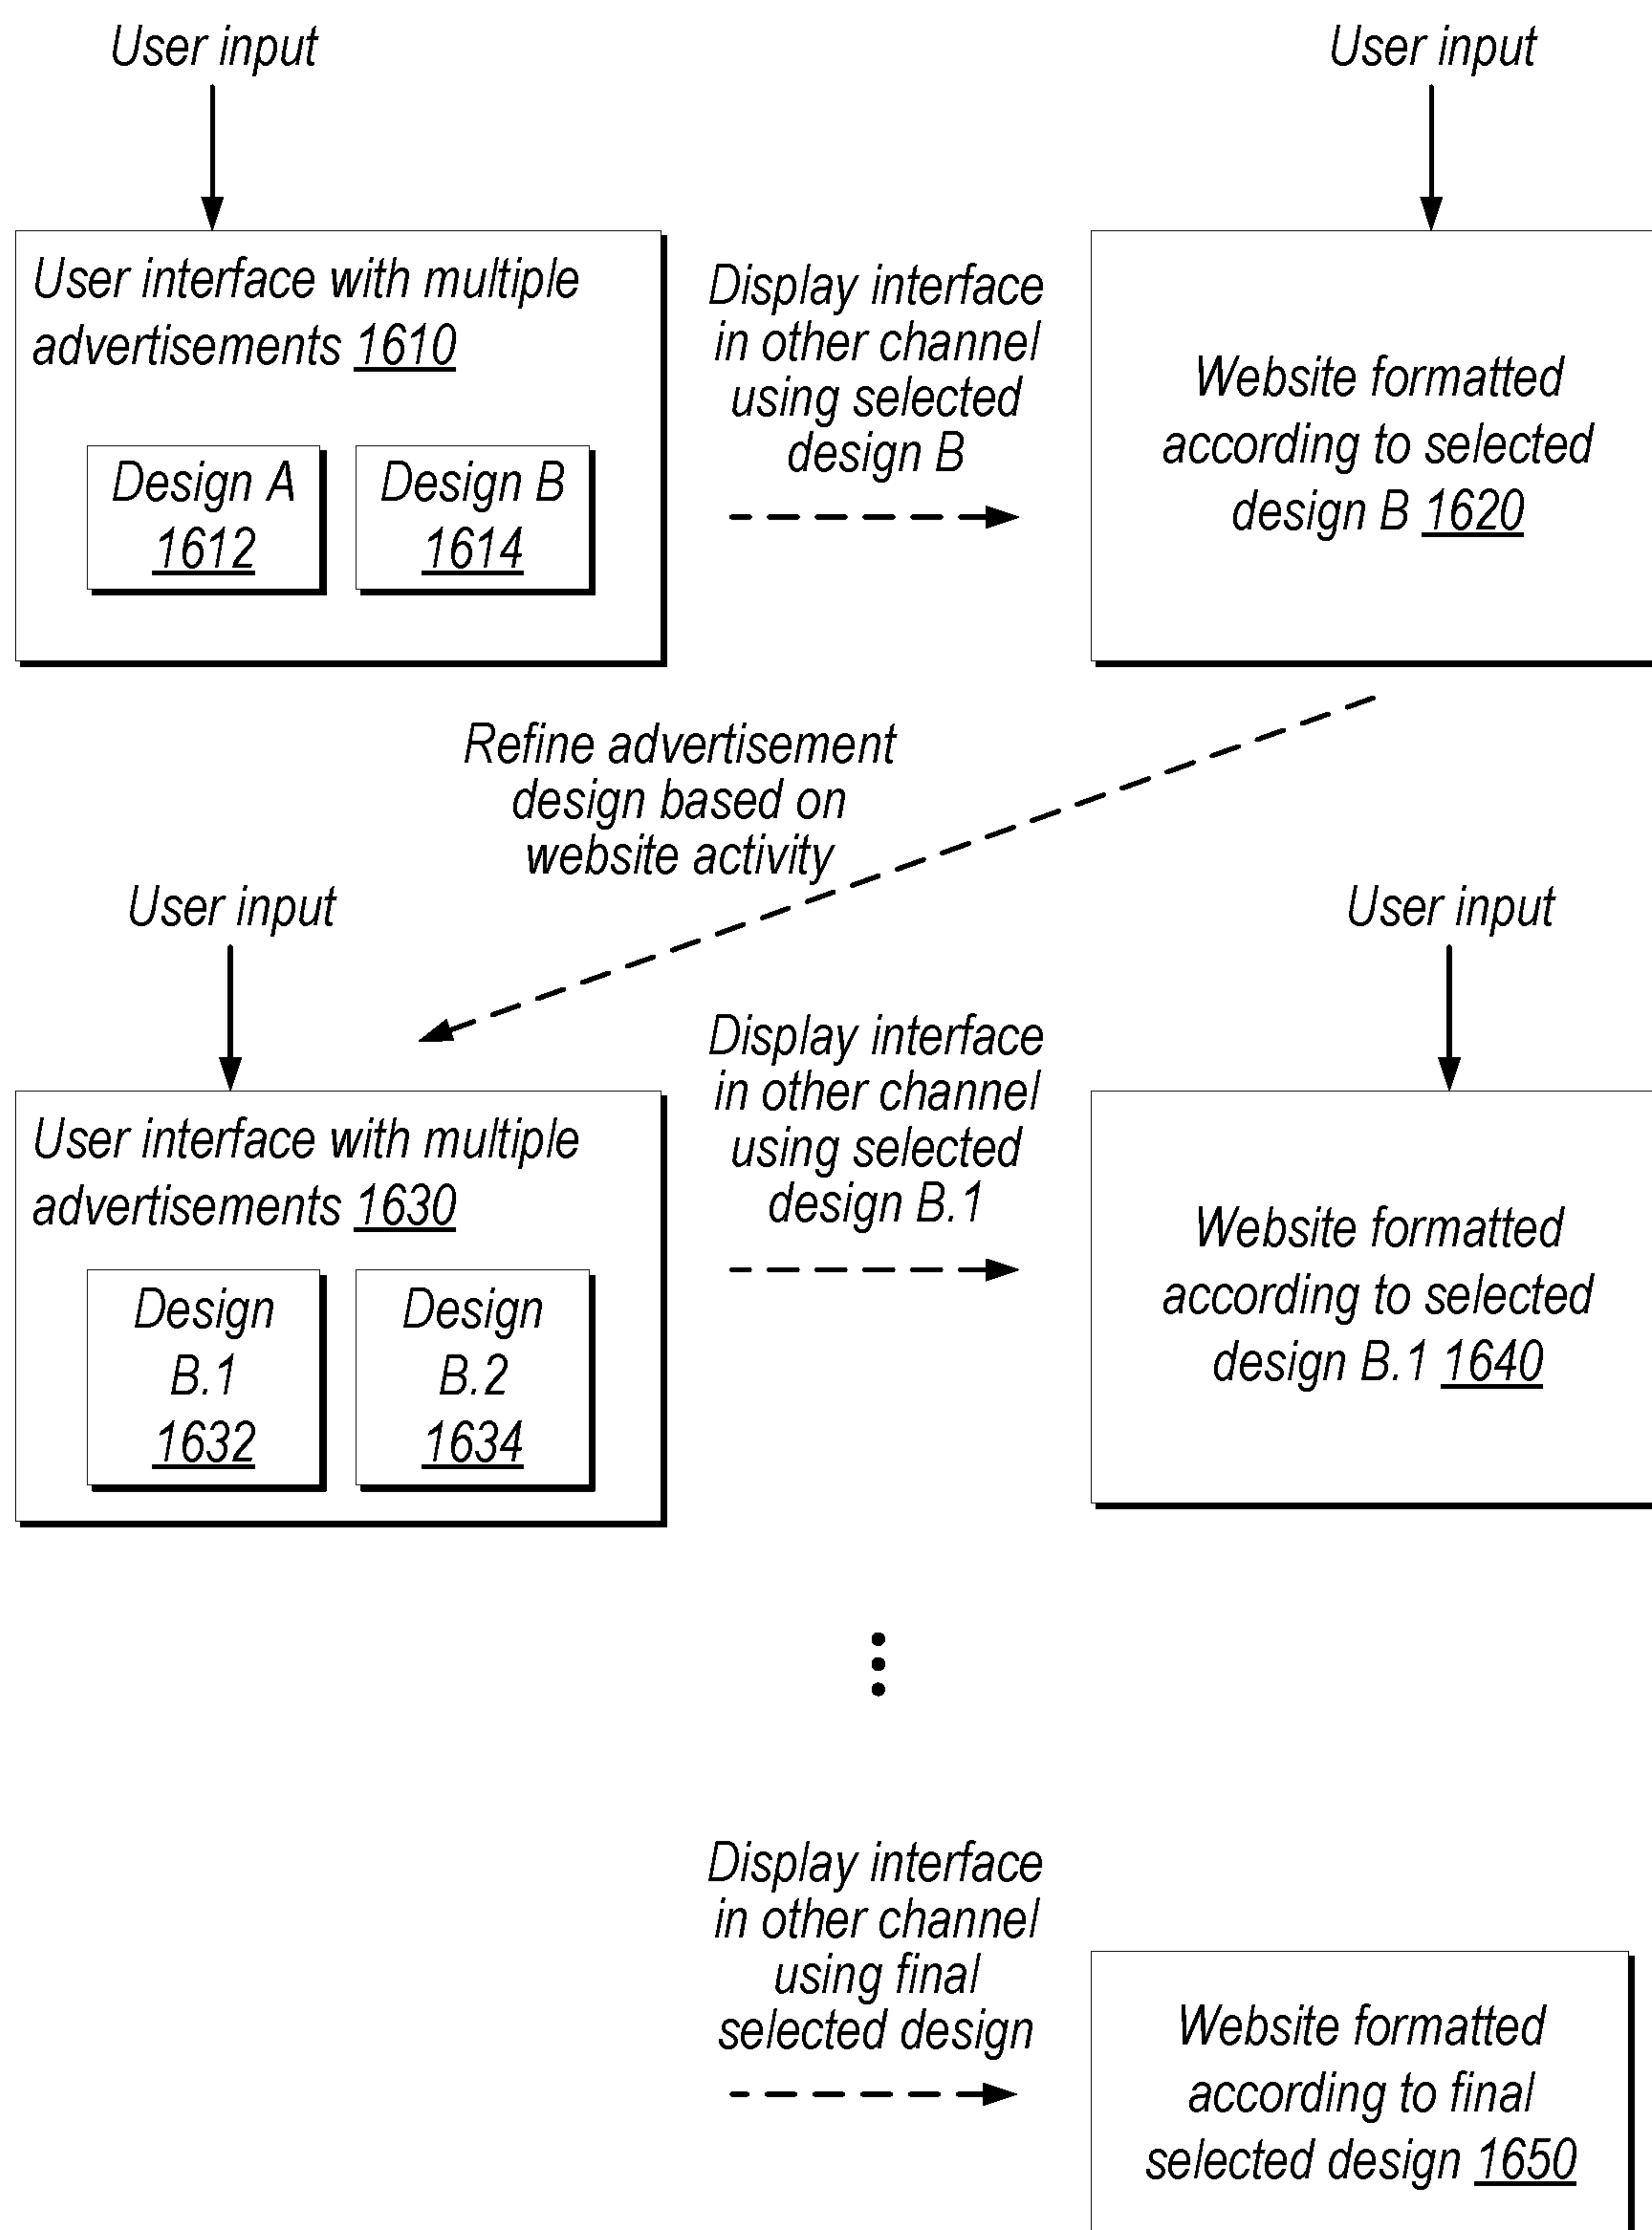 User input
User input
User interface with multiple
advertisements 1610
Design A
1612
Design B
1614
Display interface
in other channel
using selected
design B
Website formatted
according to selected
design B 1620
Refine advertisement
design based on
website activity
User input
User input
User interface with multiple
advertisements 1630
Design
B.1
1632
Design
B.2
1634
Display interface
in other channel
using selected
design B.1
Website formatted
according to selected
design B.1 1640
Display interface
in other channel
using final
selected design
Website formatted
according to final
selected design 1650